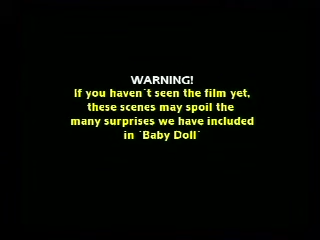 WARNING!
If you haven´t seen the film yet,
these scenes may spoil the
many surprises we have included
in ¨Baby Doll¨